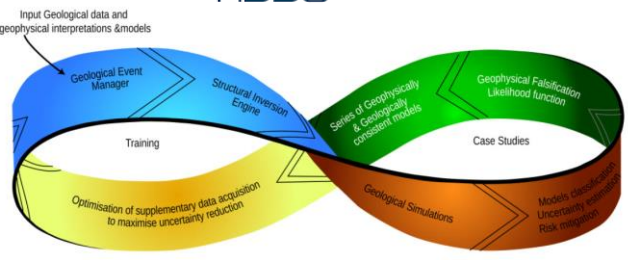 Input Geological data and
geophysical interpretations &models
Geological Event
Manager
Structural Inversion
Engine
Series of Geophysically
& Geologically
consistent models
Geophysical Falsification
Likelihood function
Training
Case Studies
Optimisation of supplementary data acquisition
to maximise uncertainty reduction
Geological Simulations
Models classification
Uncertainty estimation
Risk mitigation